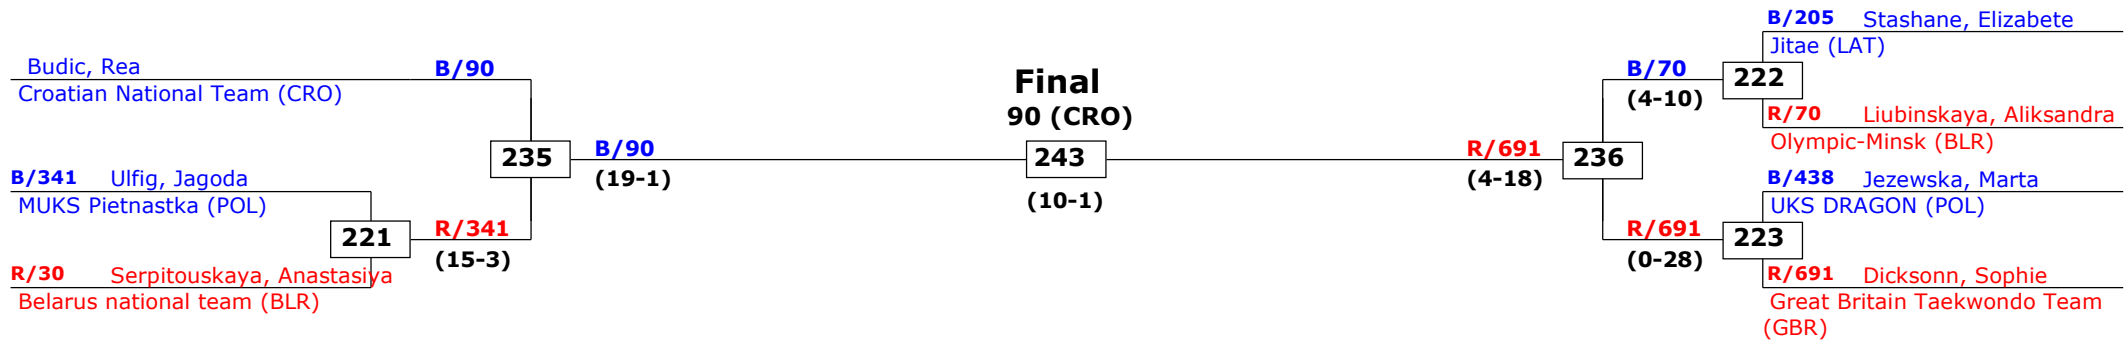 Budic, Rea
B/90
Croatian National Team (CRO)
B/341 Ulfig, Jagoda
MUKS Pietnastka (POL)
221
R/30 Serpitouskaya, Anastasiya
Belarus national team (BLR)
R/341
(15-3)
235
B/90
(19-1)
Final
90 (CRO)
243
(10-1)
R/691
(4-18)
236
B/70
(4-10)
R/691
(0-28)
B/205 Stashane, Elizabete
Jitae (LAT)
222
R/70 Liubinskaya, Aliksandra
Olympic-Minsk (BLR)
B/438 Jezewska, Marta
UKS DRAGON (POL)
223
R/691 Dicksonn, Sophie
Great Britain Taekwondo Team
(GBR)